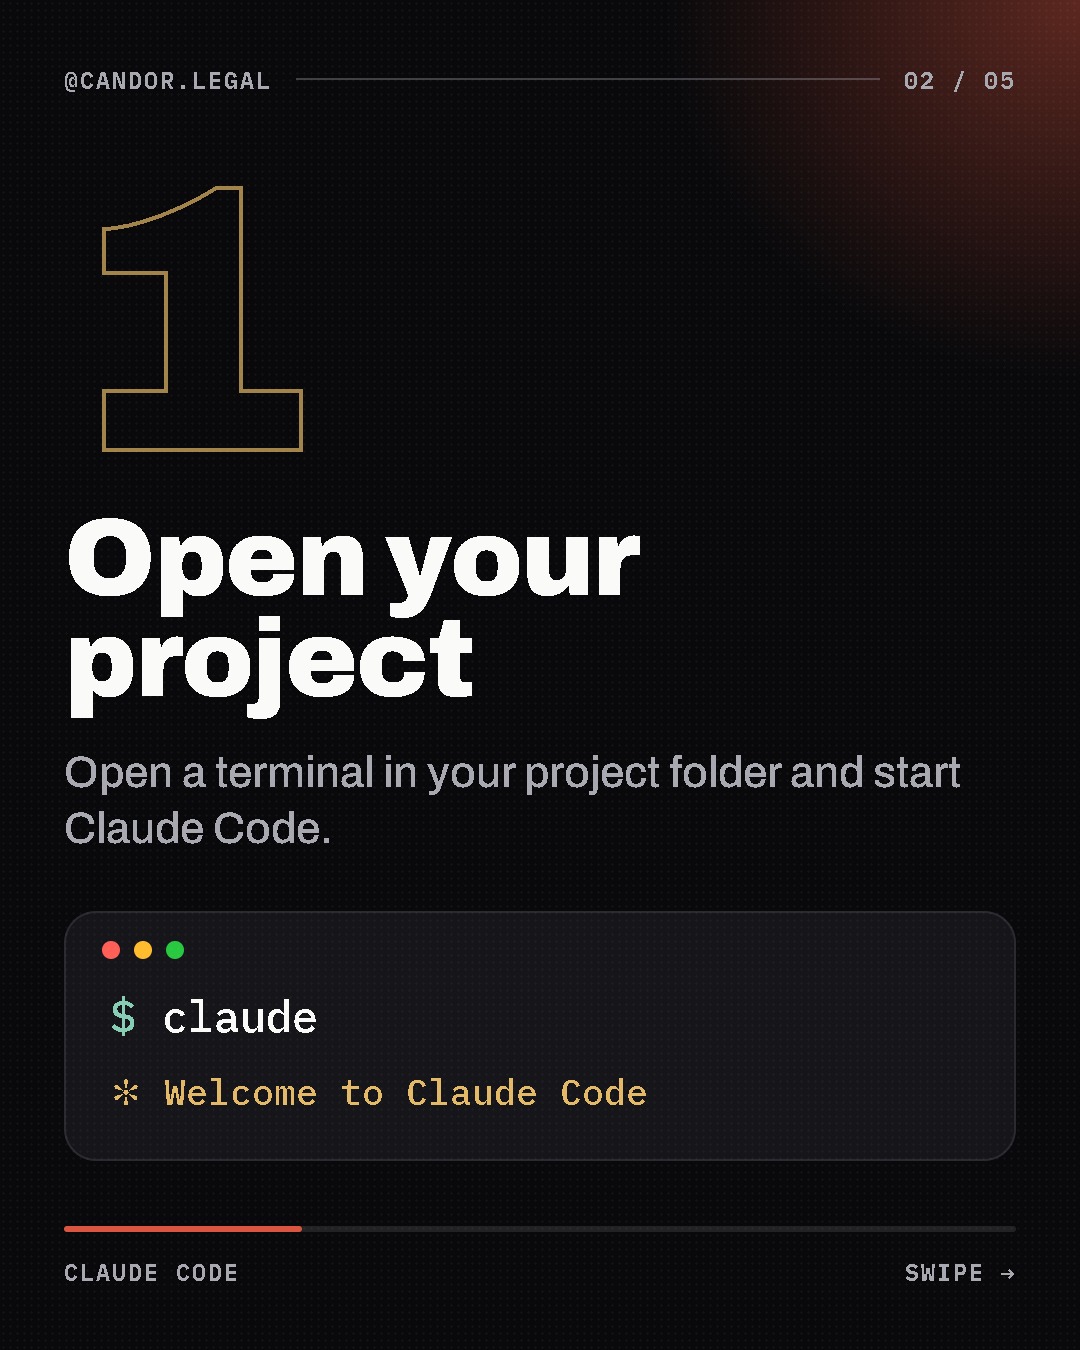 @CANDOR.LEGAL 02 / 05
1
Open your
project
Open a terminal in your project folder and start
Claude Code.
$ claude
✻ Welcome to Claude Code
CLAUDE CODE SWIPE →